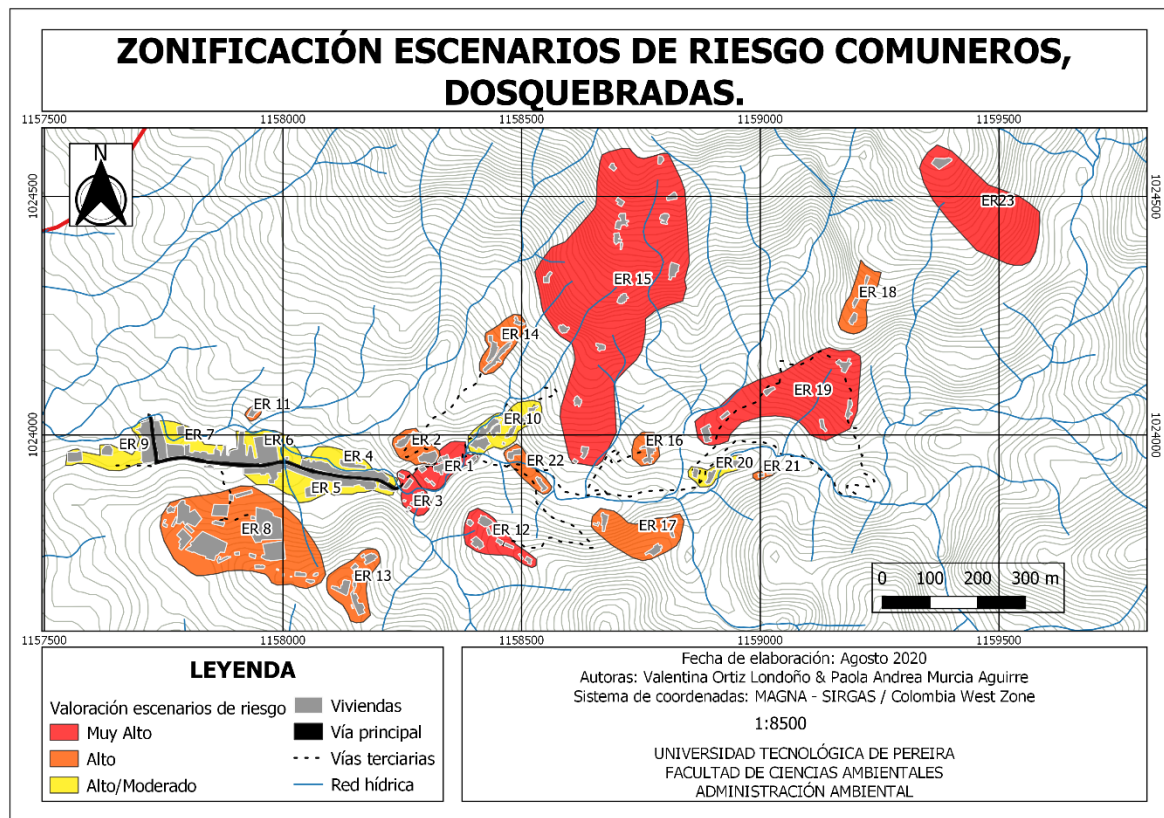 ZONIFICACIÓN ESCENARIOS DE RIESGO COMUNEROS,
DOSQUEBRADAS.
1157500 1158000 1158500 1159000 1159500
N
1024500 1024500
ER23
ER 15
ER 18
ER 14
ER 19
ER 11
1024000 1024000
ER 9 ER 7 ER 6 ER 4 ER 2 ER 1 ER 10 ER 22 ER 16 ER 20 ER 21
ER 5 ER 3
ER 8 ER 12 ER 17
ER 13
0 100 200 300 m
1157500 1158000 1158500 1159000 1159500
LEYENDA
Valoración escenarios de riesgo
Muy Alto
Alto
Alto/Moderado
Viviendas
Vía principal
Vías terciarias
Red hídrica
Fecha de elaboración: Agosto 2020
Autoras: Valentina Ortiz Londoño & Paola Andrea Murcia Aguirre
Sistema de coordenadas: MAGNA - SIRGAS / Colombia West Zone
1:8500
UNIVERSIDAD TECNOLÓGICA DE PEREIRA
FACULTAD DE CIENCIAS AMBIENTALES
ADMINISTRACIÓN AMBIENTAL